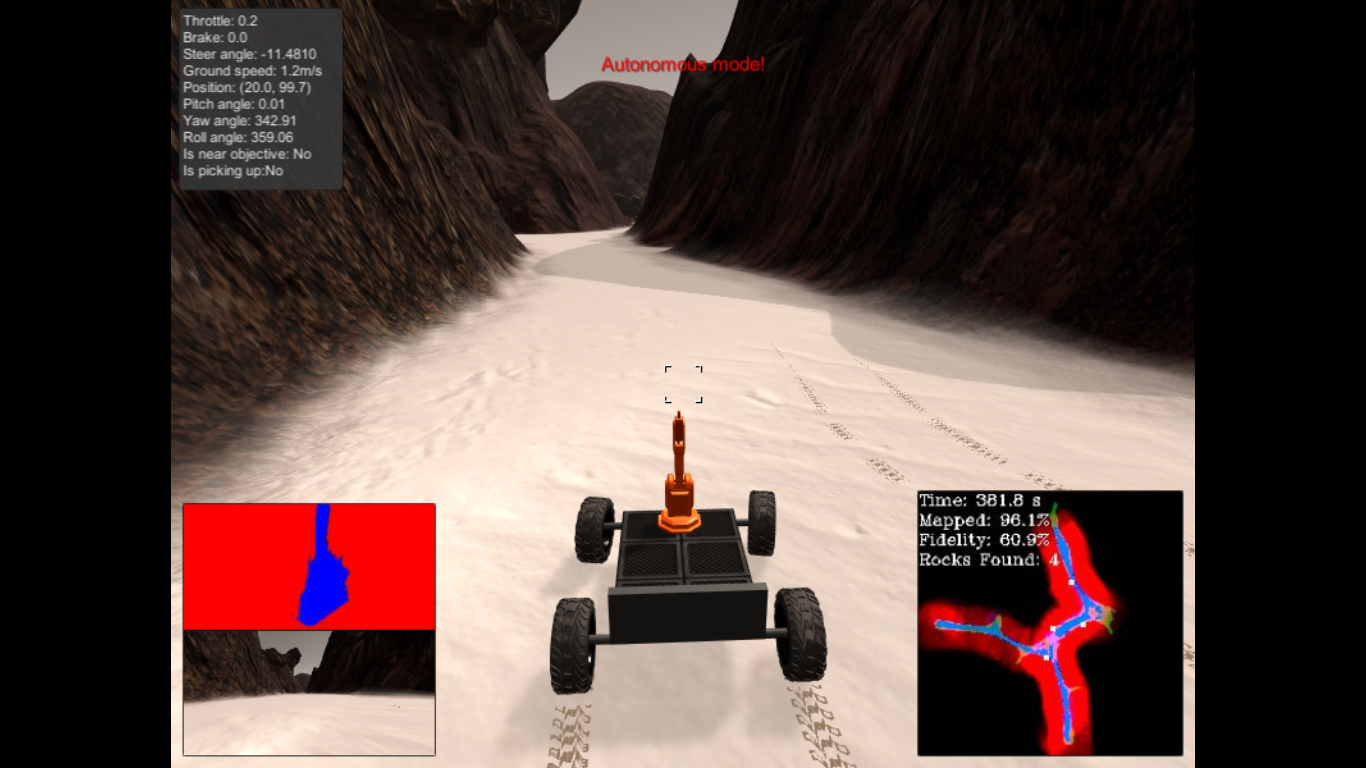 Throttle: 0.2
Brake: 0.0
Steer angle: -11.4810
Ground speed: 1.2m/s
Position: (20.0, 99.7)
Pitch angle: 0.01
Yaw angle: 342.91
Roll angle: 359.06
Is near objective: No
Is picking up:No
Autonomous mode!
Time: 381.8 s
Mapped: 96.1%
Fidelity: 60.9%
Rocks Found: 4